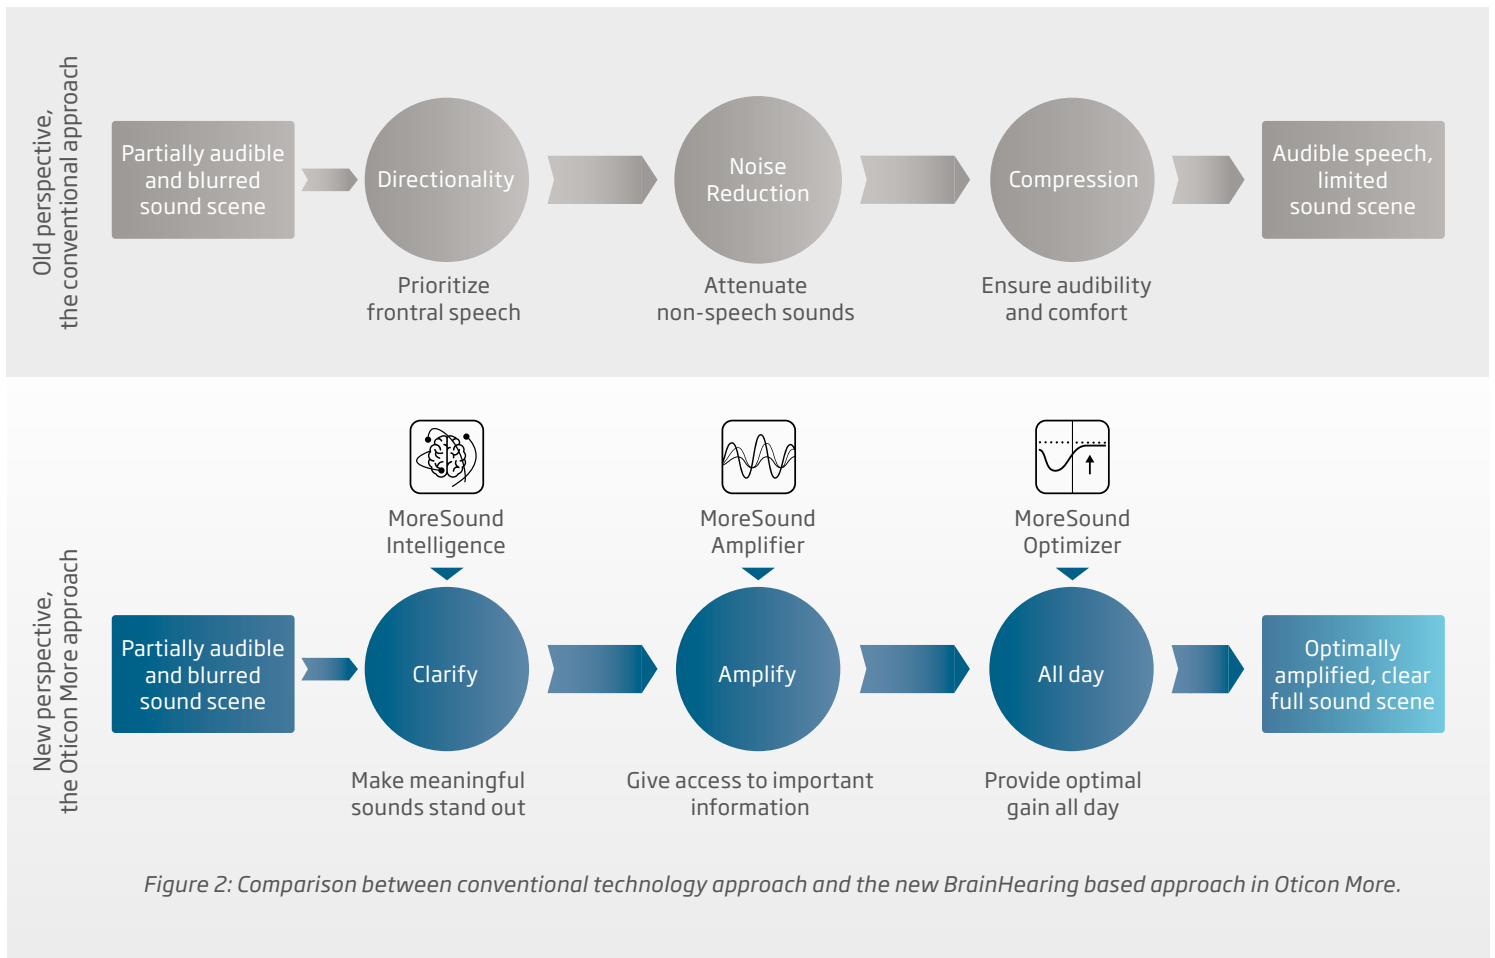 Old perspective,
the conventional approach
Partially audible
and blurred
sound scene
Directionality
Prioritize
frontral speech
Noise
Reduction
Attenuate
non-speech sounds
Compression
Ensure audibility
and comfort
Audible speech,
limited
sound scene
New perspective,
the Oticon More approach
Partially audible
and blurred
sound scene
MoreSound
Intelligence
Clarify
Make meaningful
sounds stand out
MoreSound
Amplifier
Amplify
Give access to important
information
MoreSound
Optimizer
All day
Provide optimal
gain all day
Optimally
amplified, clear
full sound scene
Figure 2: Comparison between conventional technology approach and the new BrainHearing based approach in Oticon More.